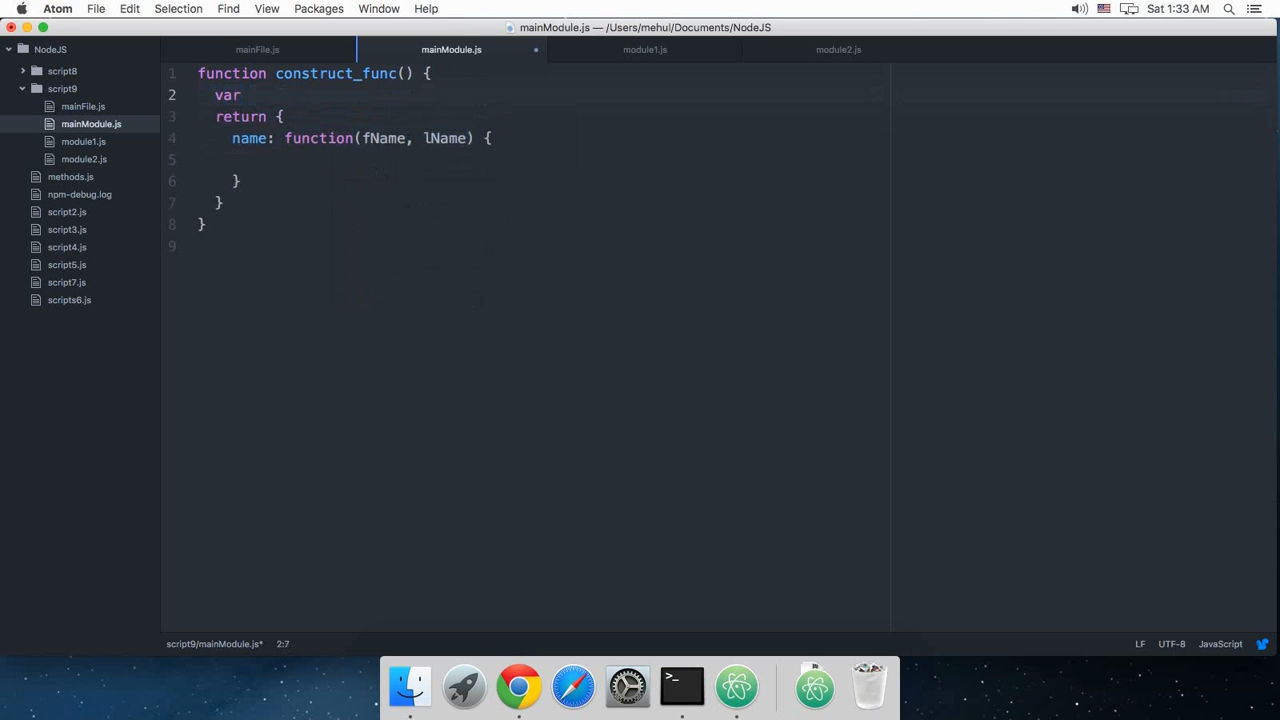 Atom File Edit Selection Find View Packages Window Help Sat 1:33 AM
mainModule.js — /Users/mehul/Documents/NodeJS
NodeJS
script8
script9
mainFile.js
mainModule.js
module1.js
module2.js
methods.js
npm-debug.log
script2.js
script3.js
script4.js
script5.js
script7.js
scripts6.js
mainFile.js mainModule.js module1.js module2.js
1 function construct_func() {
2 var
3 return {
4 name: function(fName, lName) {
5
6 }
7 }
8 }
9
script9/mainModule.js* 2:7 LF UTF-8 JavaScript
>_